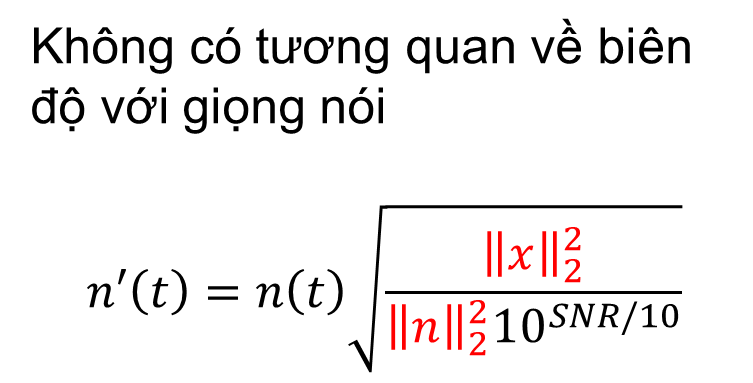 Không có tương quan về biên
độ với giọng nói
n′(t) = n(t) √(‖x‖₂² / (‖n‖₂² 10^(SNR/10)))